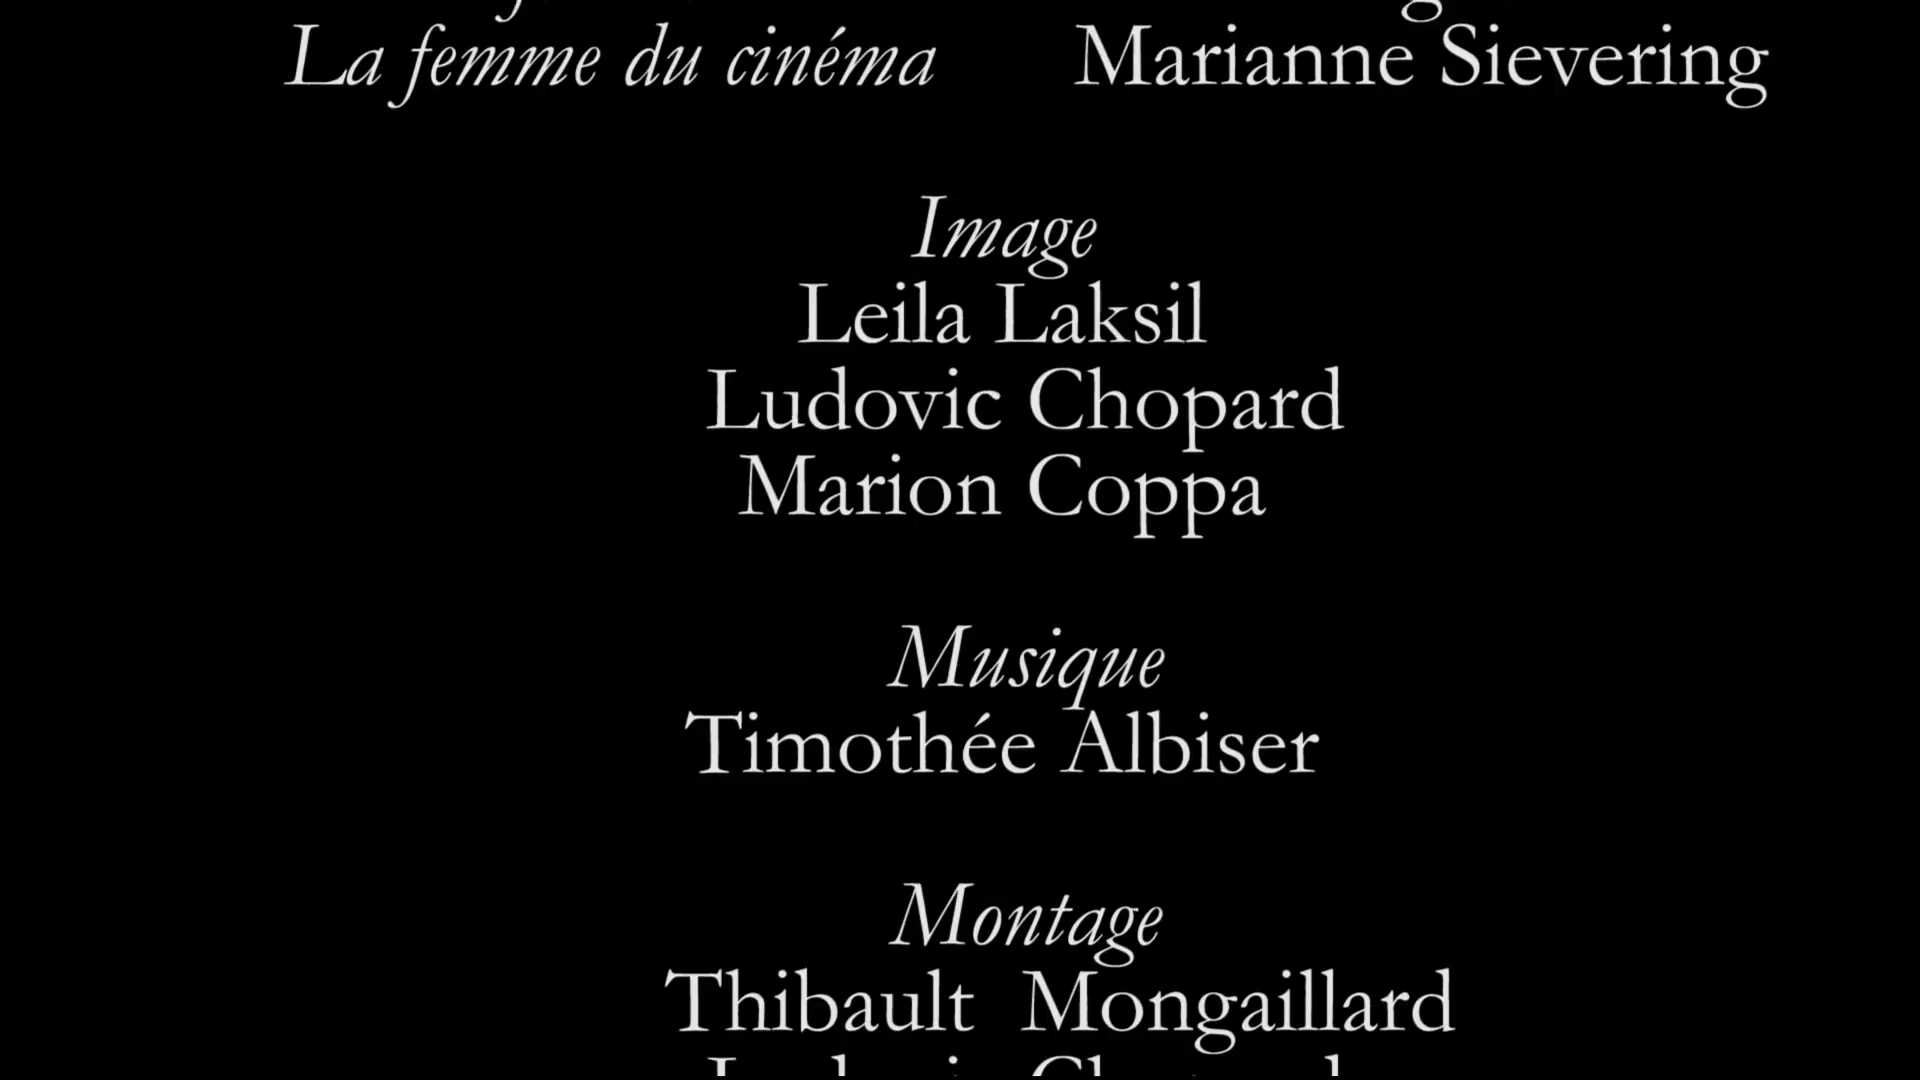 La femme du cinéma Marianne Sievering
Image
Leila Laksil
Ludovic Chopard
Marion Coppa
Musique
Timothée Albiser
Montage
Thibault Mongaillard